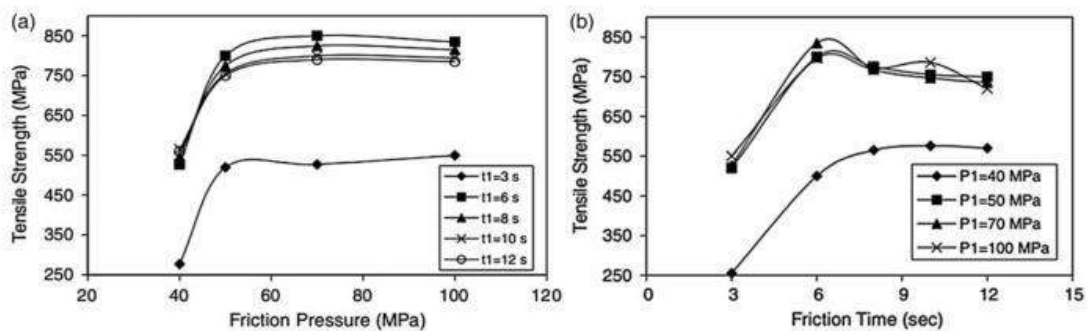 (a)
Tensile Strength (MPa)
850
750
650
550
450
350
250
20 40 60 80 100 120
Friction Pressure (MPa)
t1=3 s
t1=6 s
t1=8 s
t1=10 s
t1=12 s
(b)
Tensile Strength (MPa)
850
750
650
550
450
350
250
0 3 6 9 12 15
Friction Time (sec)
P1=40 MPa
P1=50 MPa
P1=70 MPa
P1=100 MPa